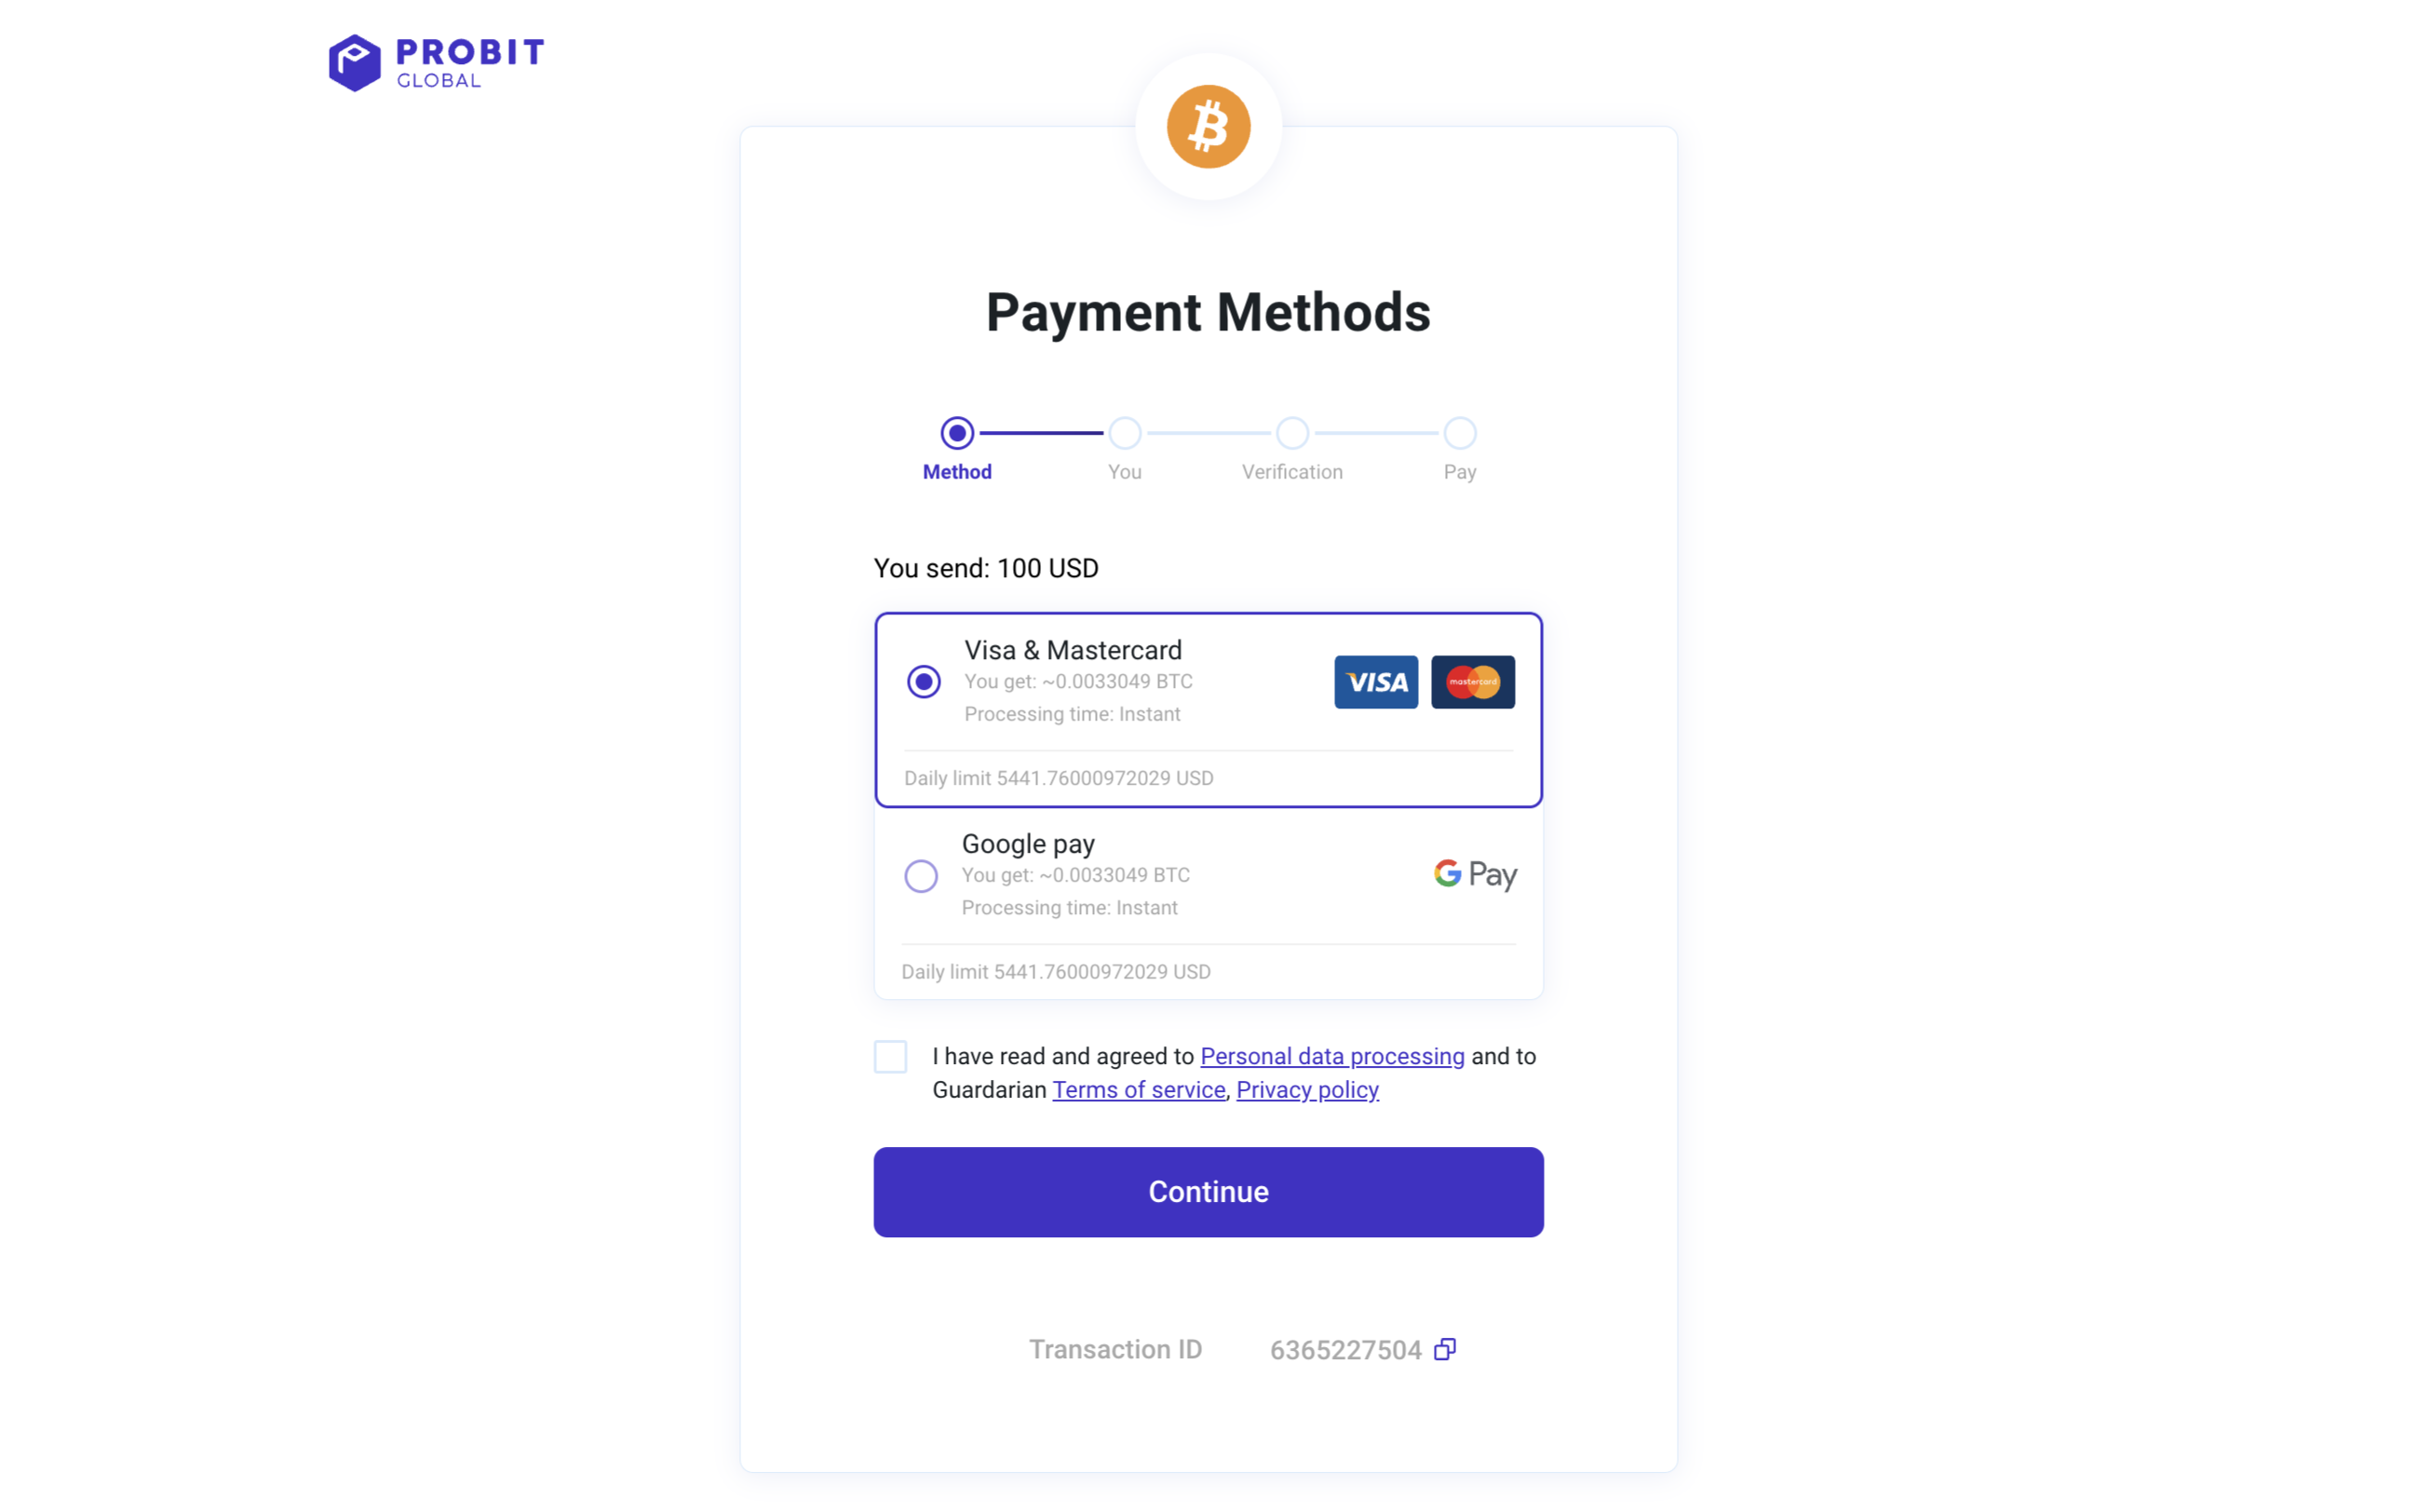 PROBIT
GLOBAL
Payment Methods
Method
You
Verification
Pay
You send: 100 USD
Visa & Mastercard
You get: ~0.0033049 BTC
Processing time: Instant
VISA
mastercard
Daily limit 5441.76000972029 USD
Google pay
You get: ~0.0033049 BTC
Processing time: Instant
G Pay
Daily limit 5441.76000972029 USD
I have read and agreed to Personal data processing and to
Guardarian Terms of service, Privacy policy
Continue
Transaction ID
6365227504